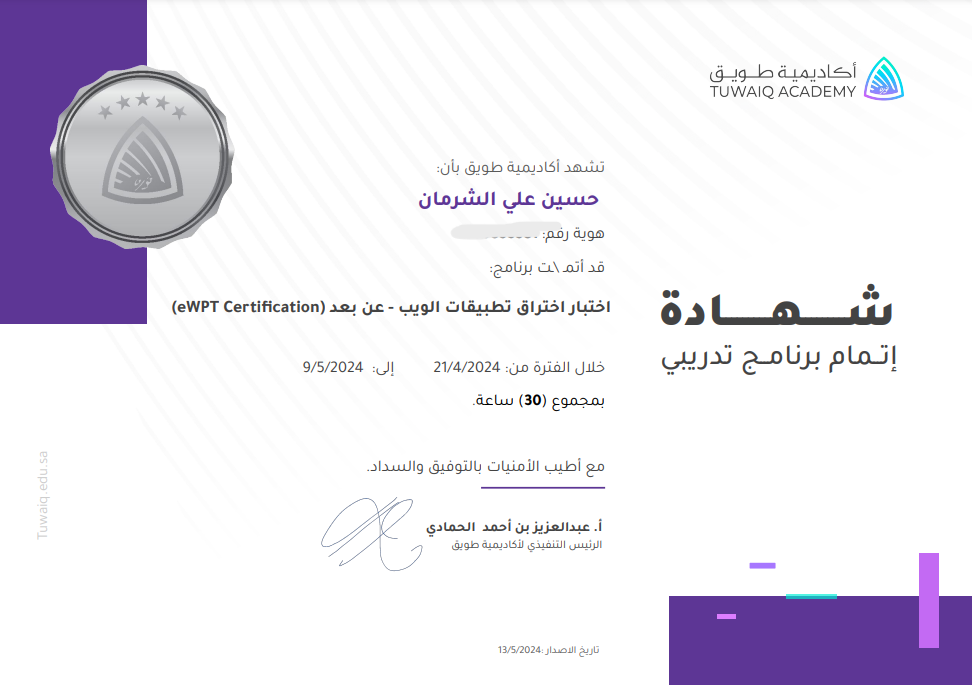 أكاديمية طويق
TUWAIQ ACADEMY
شهادة
إتمام برنامج تدريبي
تشهد أكاديمية طويق بأن:
حسين علي الشرمان
هوية رقم:
قد أتمـ \ـت برنامج:
اختبار اختراق تطبيقات الويب - عن بعد (eWPT Certification)
خلال الفترة من: 21/4/2024 إلى: 9/5/2024
بمجموع (30) ساعة.
مع أطيب الأمنيات بالتوفيق والسداد.
أ. عبدالعزيز بن أحمد الحمادي
الرئيس التنفيذي لأكاديمية طويق
تاريخ الاصدار :13/5/2024
Tuwaiq.edu.sa
طويق